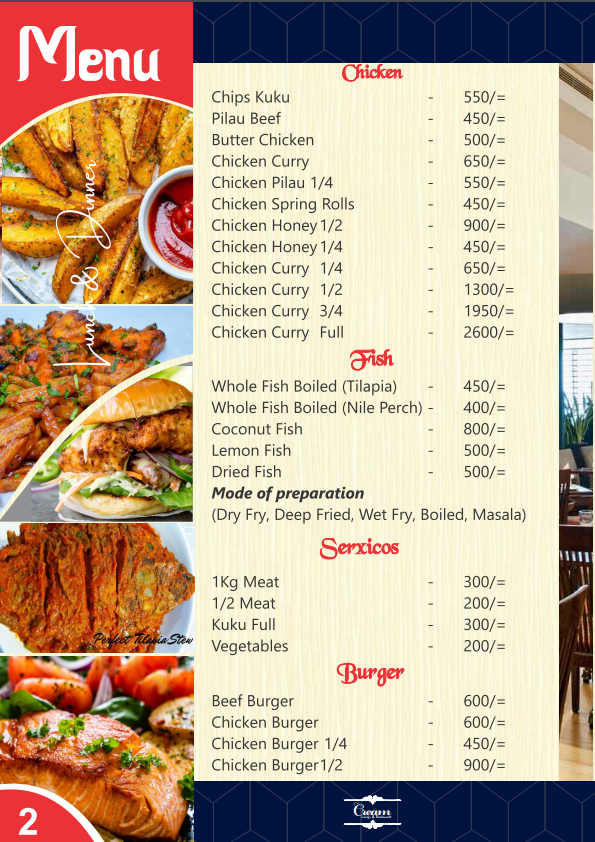 Menu
Lunch & Dinner
Chicken
Chips Kuku - 550/=
Pilau Beef - 450/=
Butter Chicken - 500/=
Chicken Curry - 650/=
Chicken Pilau 1/4 - 550/=
Chicken Spring Rolls - 450/=
Chicken Honey 1/2 - 900/=
Chicken Honey 1/4 - 450/=
Chicken Curry 1/4 - 650/=
Chicken Curry 1/2 - 1300/=
Chicken Curry 3/4 - 1950/=
Chicken Curry Full - 2600/=
Fish
Whole Fish Boiled (Tilapia) - 450/=
Whole Fish Boiled (Nile Perch) - 400/=
Coconut Fish - 800/=
Lemon Fish - 500/=
Dried Fish - 500/=
Mode of preparation
(Dry Fry, Deep Fried, Wet Fry, Boiled, Masala)
Serxicos
1Kg Meat - 300/=
1/2 Meat - 200/=
Kuku Full - 300/=
Vegetables - 200/=
Perfect Tilapia Stew
Burger
Beef Burger - 600/=
Chicken Burger - 600/=
Chicken Burger 1/4 - 450/=
Chicken Burger 1/2 - 900/=
2
Cream